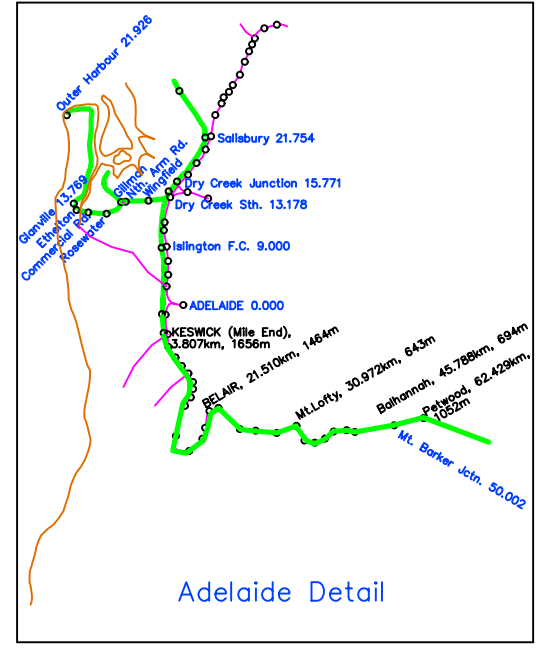 Outer Harbour 21.926
Salisbury 21.754
Gillman
Nth. Arm Rd.
Wingfield
Dry Creek Junction 15.771
Dry Creek Sth. 13.178
Glanville 13.769
Etherton
Commercial Rd.
Rosewater
Islington F.C. 9.000
ADELAIDE 0.000
KESWICK (Mile End),
3.807km, 1656m
BELAIR, 21.510km, 1464m
Mt.Lofty, 30.972km, 643m
Balhannah, 45.788km, 694m
Petwood, 62.429km,
1052m
Mt. Barker Jctn. 50.002
Adelaide Detail